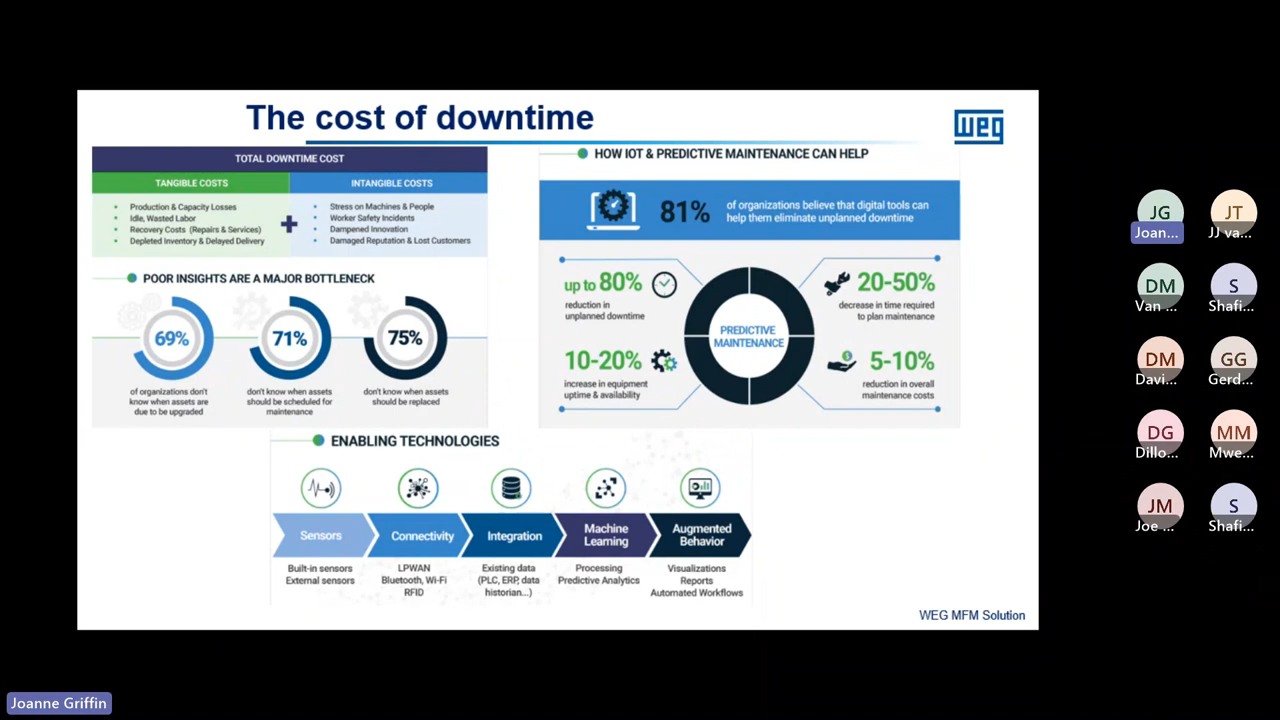 The cost of downtime
weg
TOTAL DOWNTIME COST
TANGIBLE COSTS
INTANGIBLE COSTS
Production & Capacity Losses
Idle, Wasted Labor
Recovery Costs (Repairs & Services)
Depleted Inventory & Delayed Delivery
+
Stress on Machines & People
Worker Safety Incidents
Dampened Innovation
Damaged Reputation & Lost Customers
POOR INSIGHTS ARE A MAJOR BOTTLENECK
69%
of organizations don't
know when assets are
due to be upgraded
71%
don't know when assets
should be scheduled for
maintenance
75%
don't know when assets
should be replaced
HOW IOT & PREDICTIVE MAINTENANCE CAN HELP
81%
of organizations believe that digital tools can
help them eliminate unplanned downtime
up to 80%
reduction in
unplanned downtime
20-50%
decrease in time required
to plan maintenance
PREDICTIVE
MAINTENANCE
10-20%
increase in equipment
uptime & availability
5-10%
reduction in overall
maintenance costs
ENABLING TECHNOLOGIES
Sensors
Built-in sensors
External sensors
Connectivity
LPWAN
Bluetooth, Wi-Fi
RFID
Integration
Existing data
(PLC, ERP, data
historian...)
Machine
Learning
Processing
Predictive Analytics
Augmented
Behavior
Visualizations
Reports
Automated Workflows
WEG MFM Solution
JG
Joan...
JT
JJ va...
DM
Van ...
S
Shafi...
DM
Davi...
GG
Gerd...
DG
Dillo...
MM
Mwe...
JM
Joe ...
S
Shafi...
Joanne Griffin